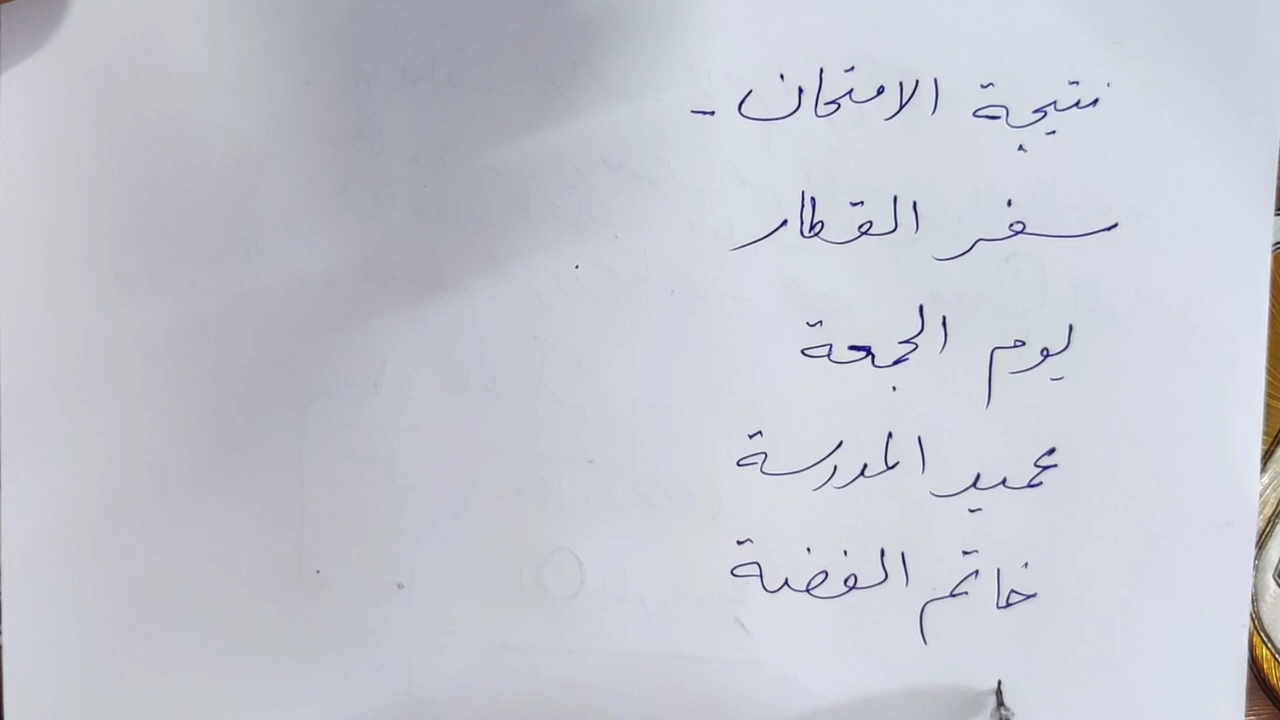 نتيجة الامتحان -
سفر القطار
يوم الجمعة
عميد المدرسة
خاتم الفضة